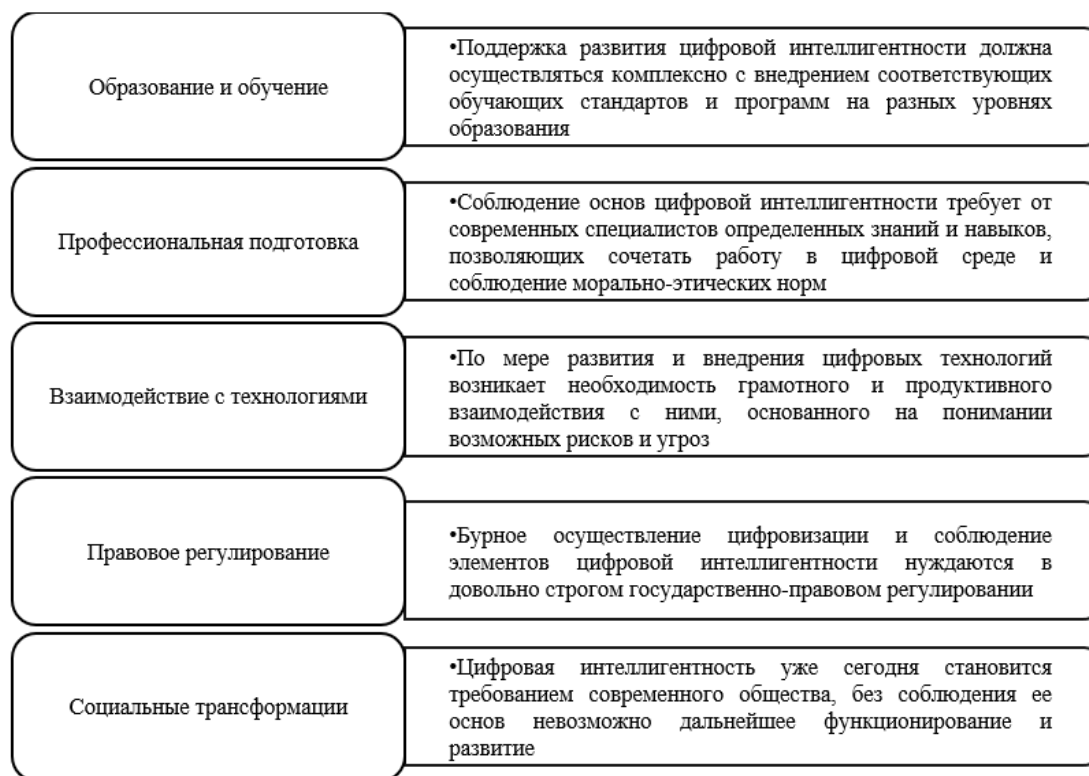 Образование и обучение
•Поддержка развития цифровой интеллигентности должна
осуществляться комплексно с внедрением соответствующих
обучающих стандартов и программ на разных уровнях
образования
Профессиональная подготовка
•Соблюдение основ цифровой интеллигентности требует от
современных специалистов определенных знаний и навыков,
позволяющих сочетать работу в цифровой среде и
соблюдение морально-этических норм
Взаимодействие с технологиями
•По мере развития и внедрения цифровых технологий
возникает необходимость грамотного и продуктивного
взаимодействия с ними, основанного на понимании
возможных рисков и угроз
Правовое регулирование
•Бурное осуществление цифровизации и соблюдение
элементов цифровой интеллигентности нуждаются в
довольно строгом государственно-правовом регулировании
Социальные трансформации
•Цифровая интеллигентность уже сегодня становится
требованием современного общества, без соблюдения ее
основ невозможно дальнейшее функционирование и
развитие